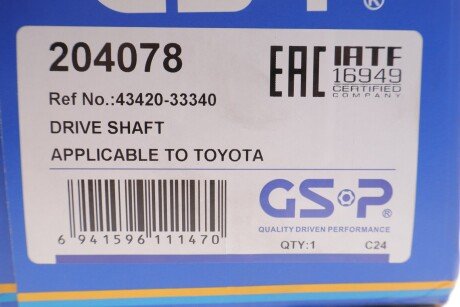 GSP®
204078
EAC IATF
16949
CERTIFIED
COMPANY
Ref No.:43420-33340
DRIVE SHAFT
APPLICABLE TO TOYOTA
GSP®
QUALITY DRIVEN PERFORMANCE
6 941596 111470
QTY:1 C24